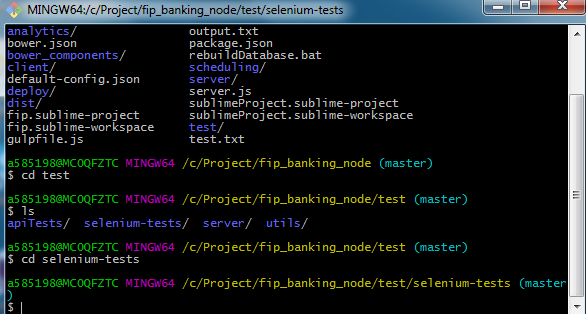 MINGW64:/c/Project/fip_banking_node/test/selenium-tests
analytics/ output.txt
bower.json package.json
bower_components/ rebuildDatabase.bat
client/ scheduling/
default-config.json server/
deploy/ server.js
dist/ sublimeProject.sublime-project
fip.sublime-project sublimeProject.sublime-workspace
fip.sublime-workspace test/
gulpfile.js test.txt
a585198@MCOQFZTC MINGW64 /c/Project/fip_banking_node (master)
$ cd test
a585198@MCOQFZTC MINGW64 /c/Project/fip_banking_node/test (master)
$ ls
apiTests/ selenium-tests/ server/ utils/
a585198@MCOQFZTC MINGW64 /c/Project/fip_banking_node/test (master)
$ cd selenium-tests
a585198@MCOQFZTC MINGW64 /c/Project/fip_banking_node/test/selenium-tests (master
)
$